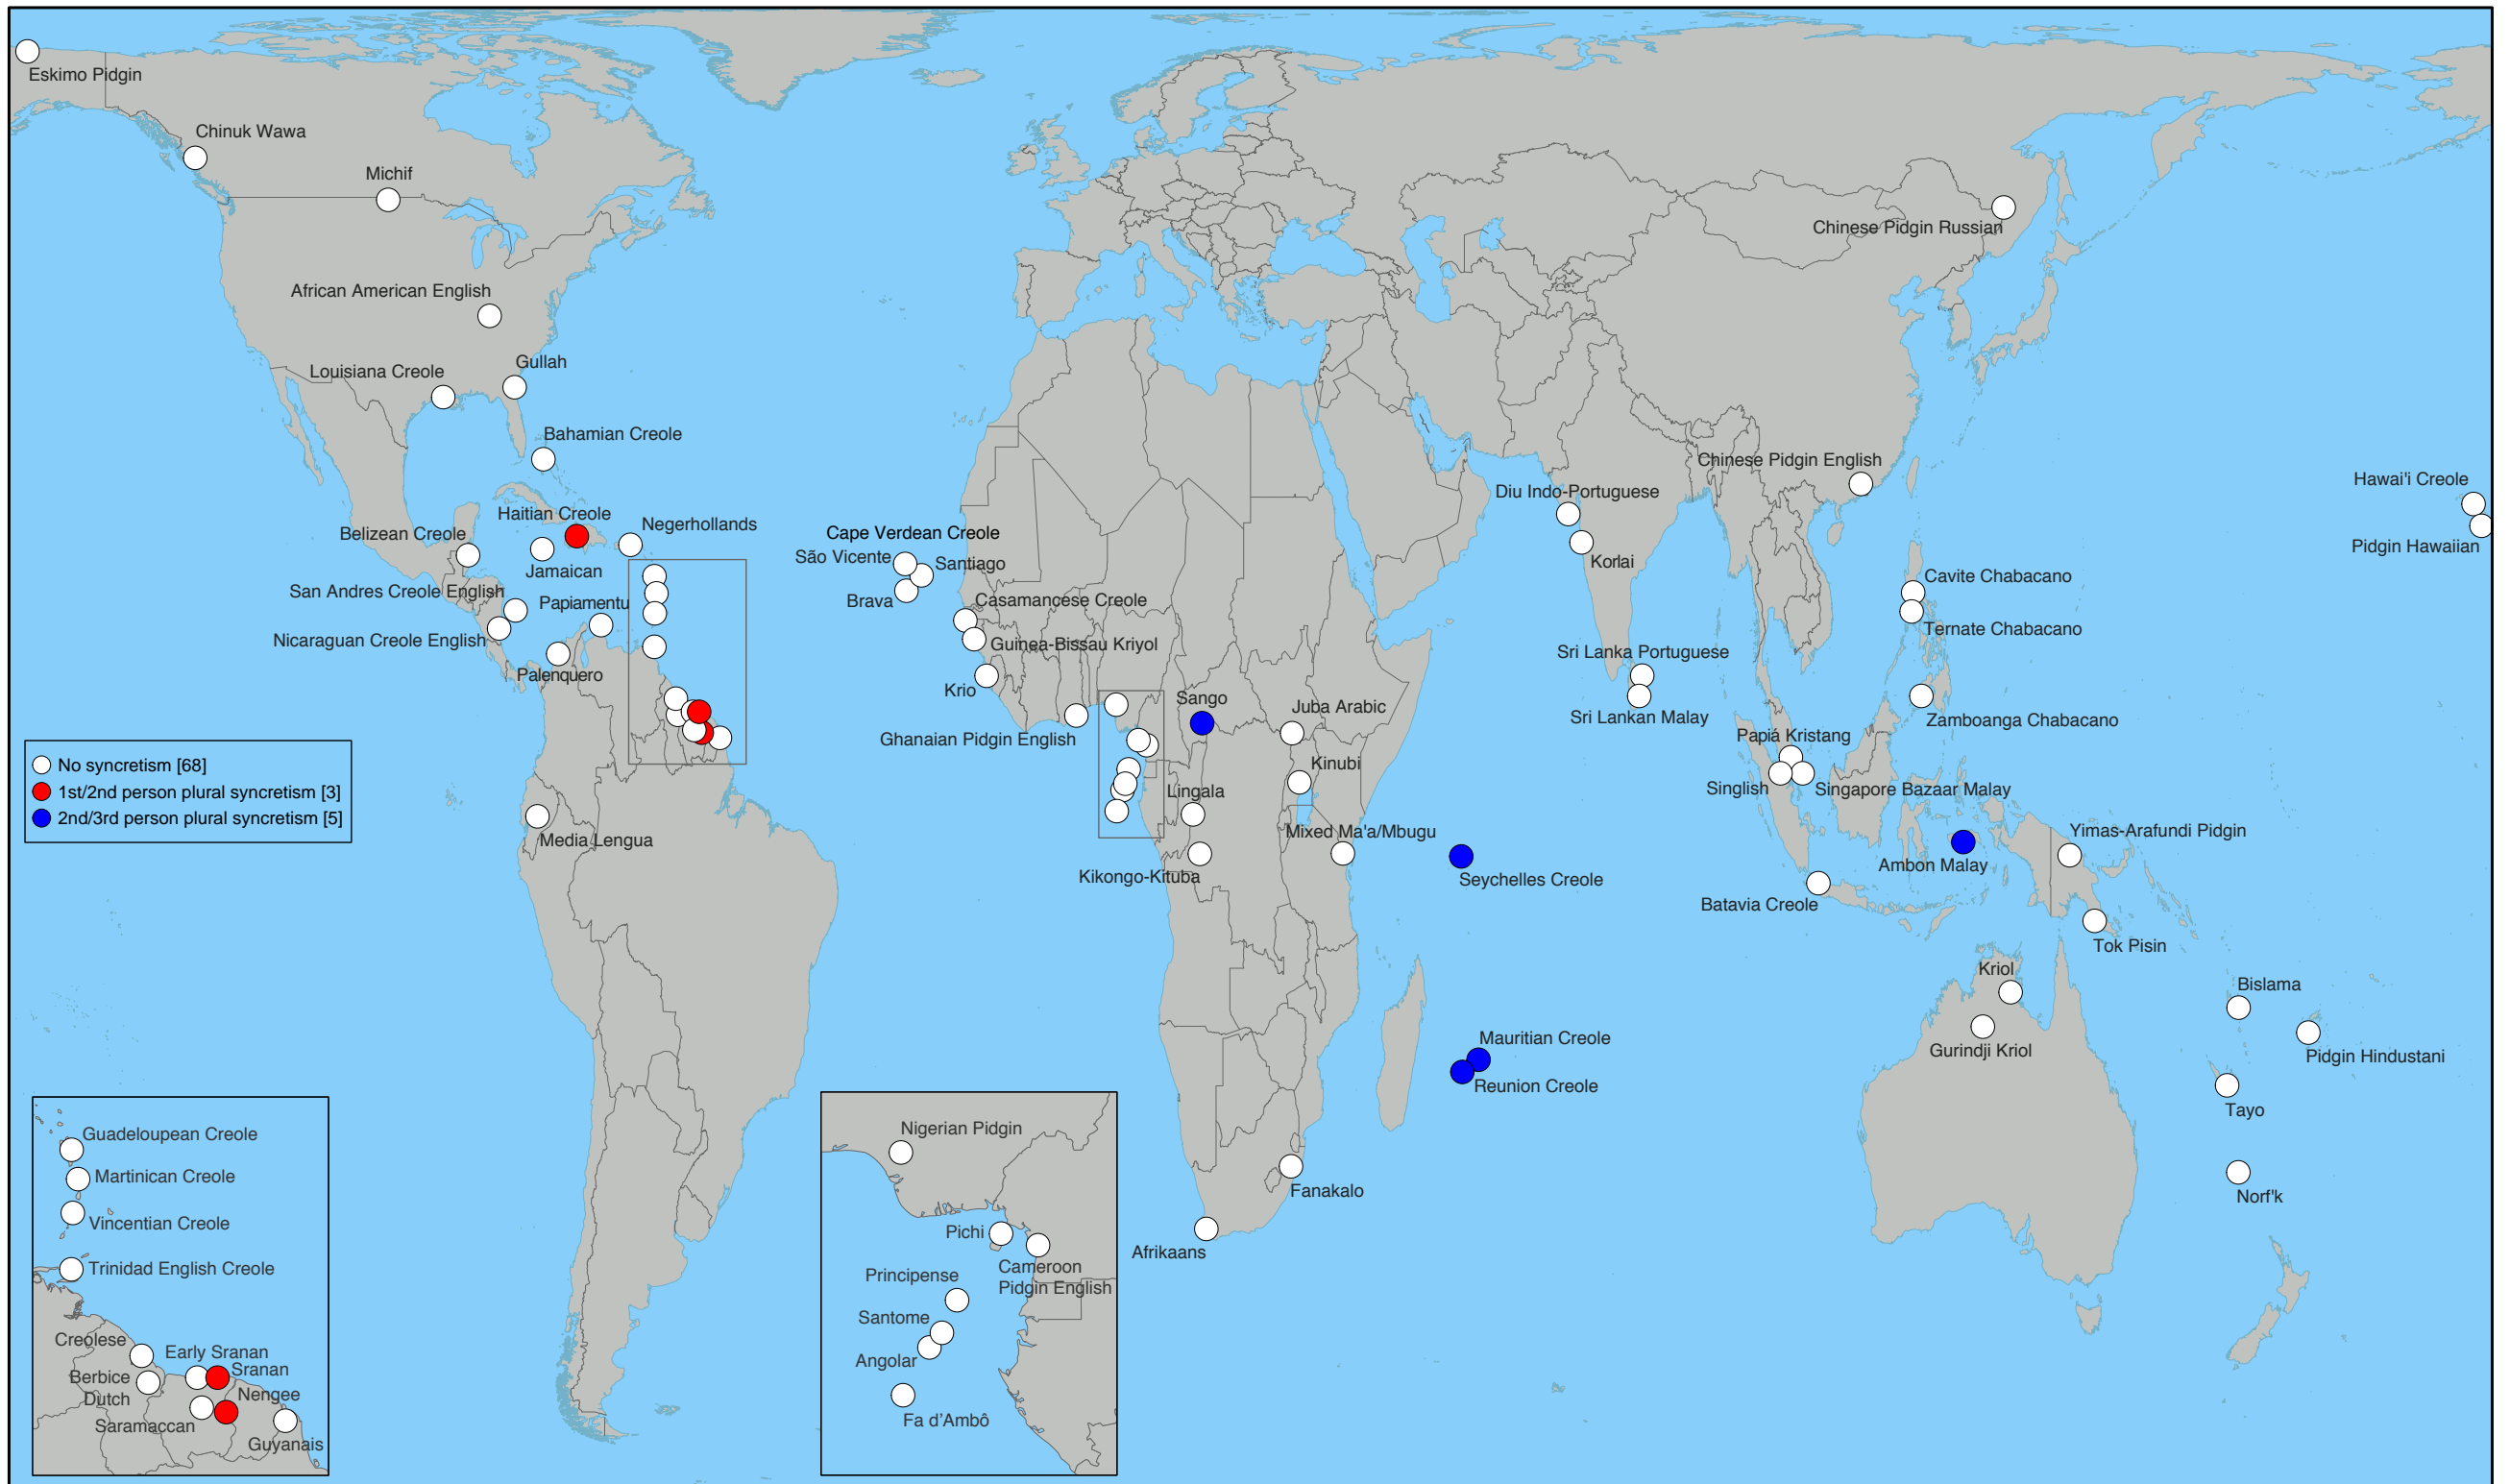 Eskimo Pidgin
Chinuk Wawa
Michif
Chinese Pidgin Russian
African American English
Gullah
Louisiana Creole
Bahamian Creole
Chinese Pidgin English
Hawai'i Creole
Diu Indo-Portuguese
Haitian Creole
Negerhollands
Belizean Creole
Cape Verdean Creole
São Vicente
Santiago
Pidgin Hawaiian
Korlai
Jamaican
Cavite Chabacano
San Andres Creole English
Papiamentu
Brava
Casamancese Creole
Ternate Chabacano
Nicaraguan Creole English
Guinea-Bissau Kriyol
Sri Lanka Portuguese
Palenquero
Krio
Sango
Juba Arabic
Sri Lankan Malay
Zamboanga Chabacano
Ghanaian Pidgin English
Papiá Kristang
No syncretism [68]
1st/2nd person plural syncretism [3]
2nd/3rd person plural syncretism [5]
Kinubi
Lingala
Singlish
Singapore Bazaar Malay
Media Lengua
Mixed Ma'a/Mbugu
Yimas-Arafundi Pidgin
Ambon Malay
Kikongo-Kituba
Seychelles Creole
Batavia Creole
Tok Pisin
Kriol
Bislama
Mauritian Creole
Gurindji Kriol
Pidgin Hindustani
Reunion Creole
Tayo
Fanakalo
Norf'k
Afrikaans
Guadeloupean Creole
Martinican Creole
Vincentian Creole
Trinidad English Creole
Creolese
Early Sranan
Sranan
Berbice
Dutch
Nengee
Saramaccan
Guyanais
Nigerian Pidgin
Pichi
Cameroon
Pidgin English
Principense
Santome
Angolar
Fa d'Ambô